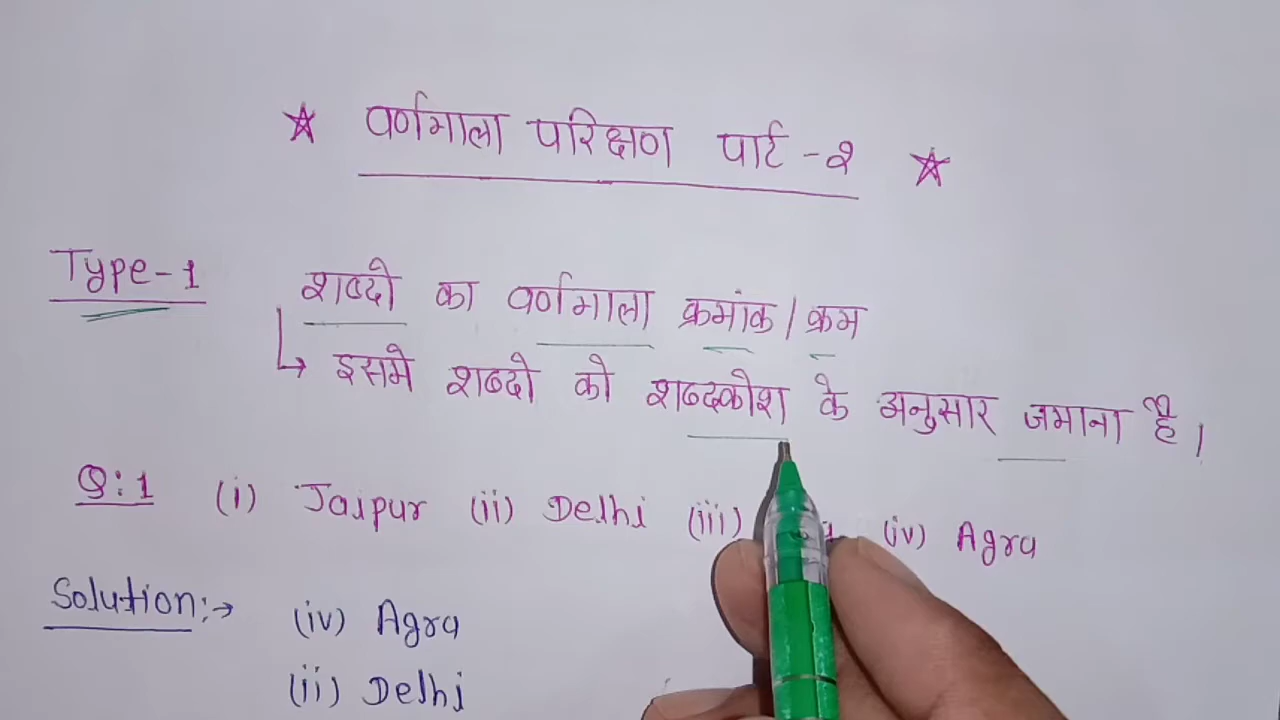 ☆ वर्णमाला परिक्षण पार्ट -२ ☆
Type-1 शब्दो का वर्णमाला क्रमांक / क्रम
↳ इसमे शब्दो को शब्दकोश के अनुसार जमाना है।
Q:1 (i) Jaipur (ii) Delhi (iii) (iv) Agra
Solution:→ (iv) Agra
(ii) Delhi